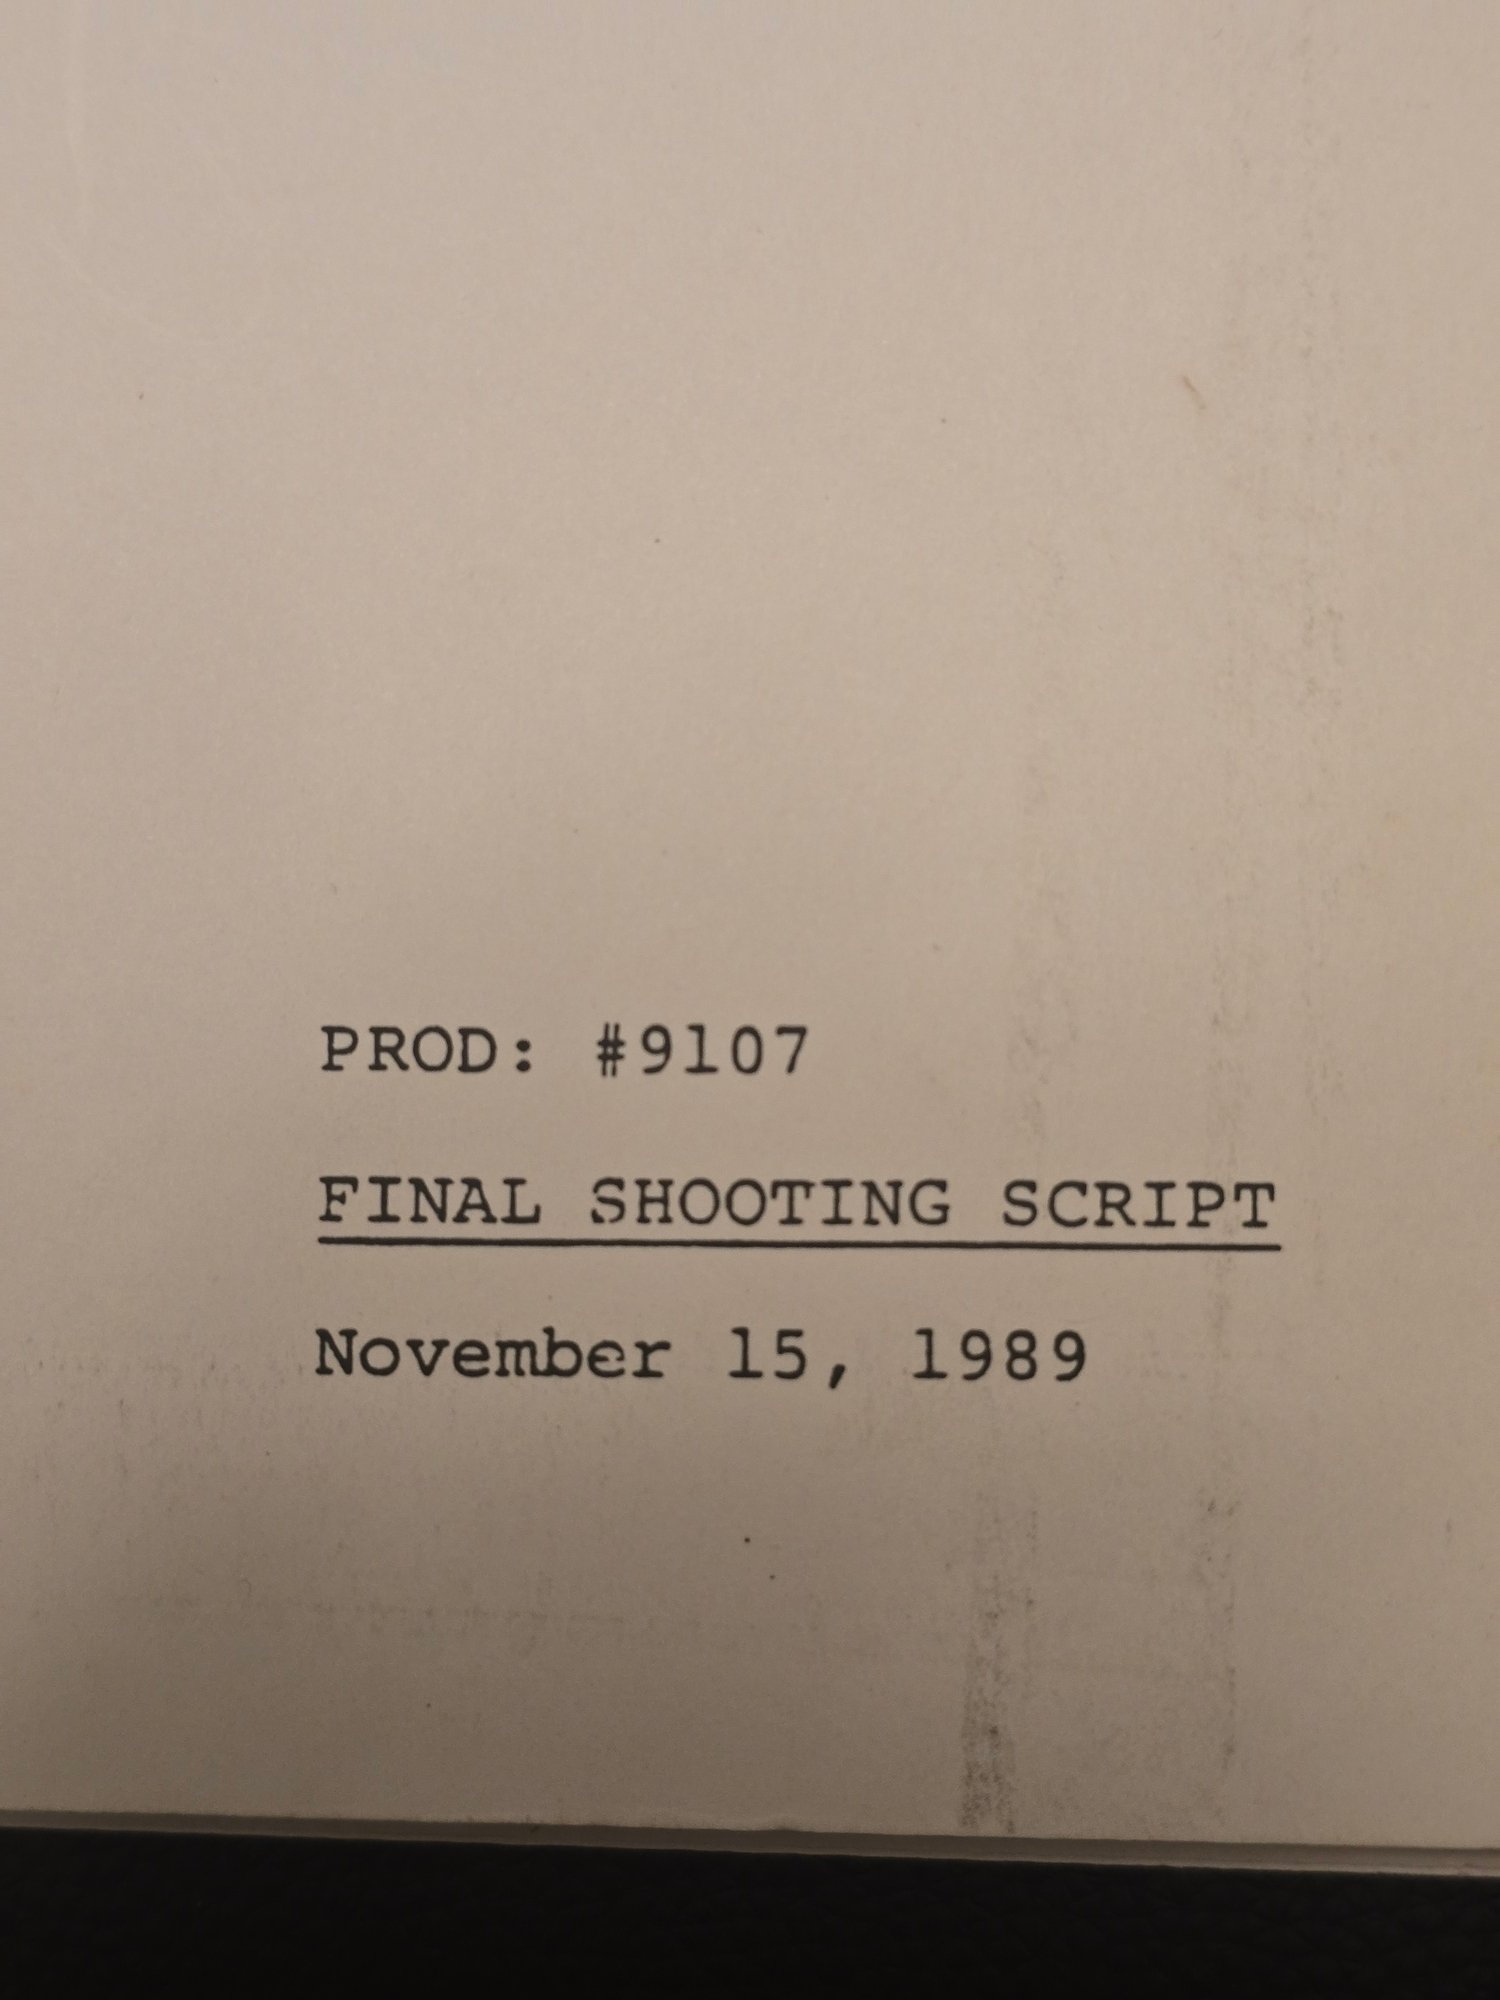 PROD: #9107
FINAL SHOOTING SCRIPT
November 15, 1989